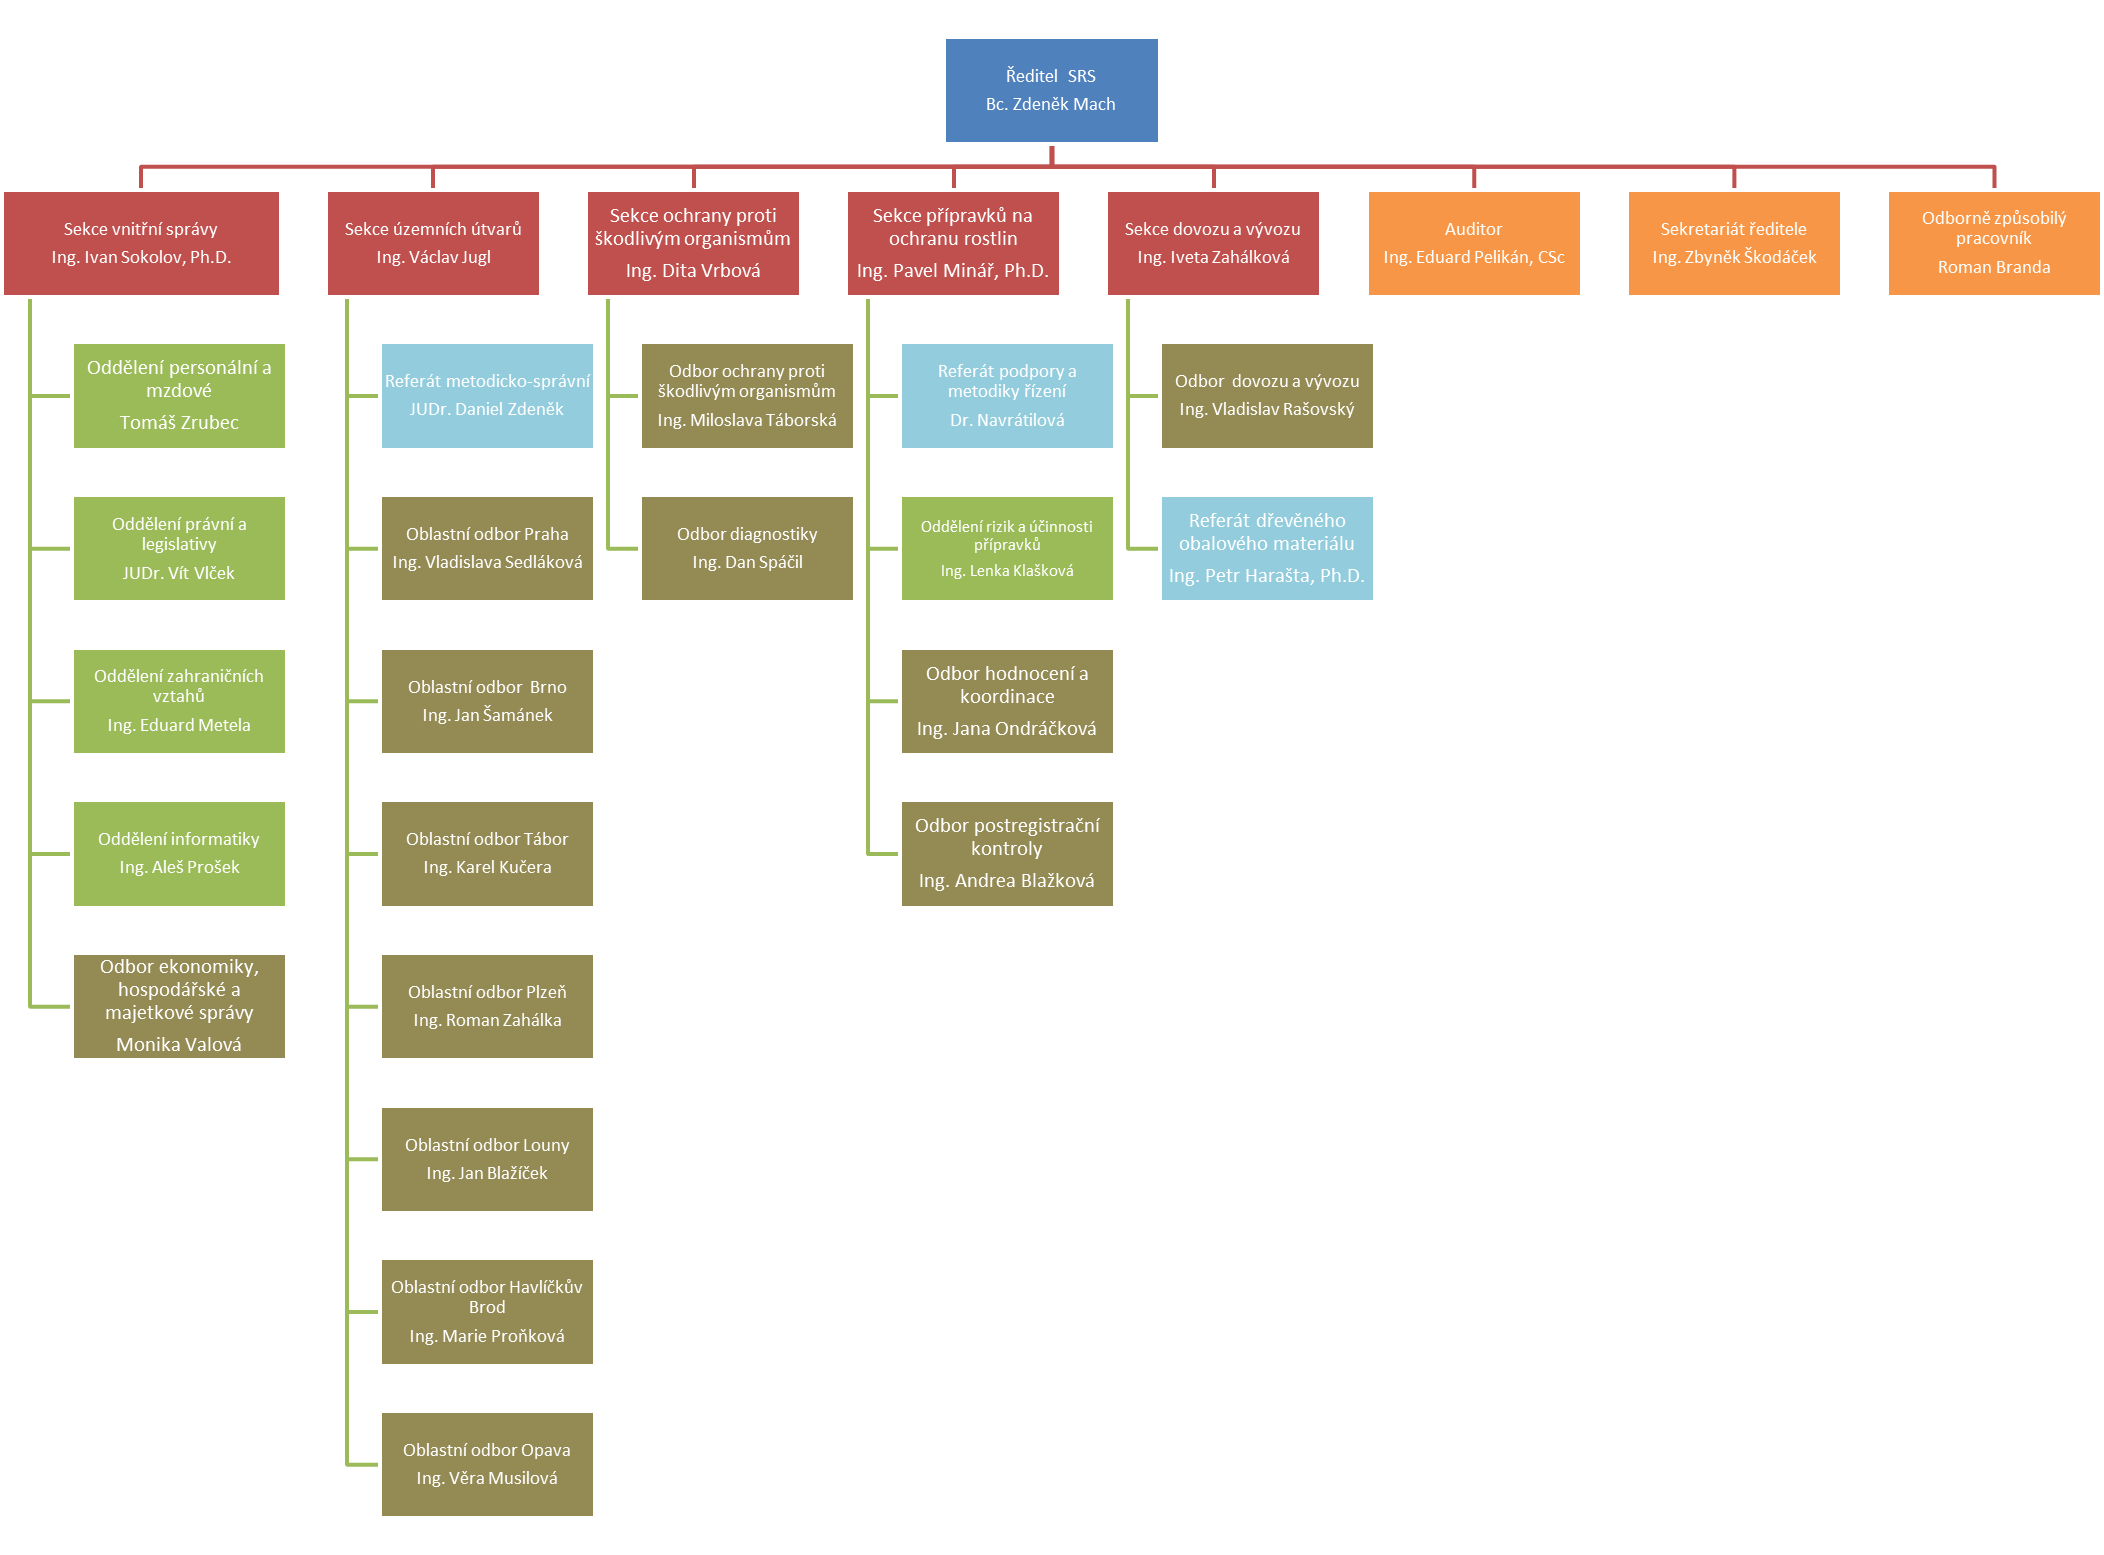 Ředitel  SRS
Bc. Zdeněk Mach
Sekce vnitřní správy
Ing. Ivan Sokolov, Ph.D.
Sekce územních útvarů
Ing. Václav Jugl
Sekce ochrany proti
škodlivým organismům
Ing. Dita Vrbová
Sekce přípravků na
ochranu rostlin
Ing. Pavel Minář, Ph.D.
Sekce dovozu a vývozu
Ing. Iveta Zahálková
Auditor
Ing. Eduard Pelikán, CSc
Sekretariát ředitele
Ing. Zbyněk Škodáček
Odborně způsobilý
pracovník
Roman Branda
Oddělení personální a
mzdové
Tomáš Zrubec
Oddělení právní a
legislativy
JUDr. Vít Vlček
Oddělení zahraničních
vztahů
Ing. Eduard Metela
Oddělení informatiky
Ing. Aleš Prošek
Odbor ekonomiky,
hospodářské a
majetkové správy
Monika Valová
Referát metodicko-správní
JUDr. Daniel Zdeněk
Oblastní odbor Praha
Ing. Vladislava Sedláková
Oblastní odbor  Brno
Ing. Jan Šamánek
Oblastní odbor Tábor
Ing. Karel Kučera
Oblastní odbor Plzeň
Ing. Roman Zahálka
Oblastní odbor Louny
Ing. Jan Blažíček
Oblastní odbor Havlíčkův
Brod
Ing. Marie Proňková
Oblastní odbor Opava
Ing. Věra Musilová
Odbor ochrany proti
škodlivým organismům
Ing. Miloslava Táborská
Odbor diagnostiky
Ing. Dan Spáčil
Referát podpory a
metodiky řízení
Dr. Navrátilová
Oddělení rizik a účinnosti
přípravků
Ing. Lenka Klašková
Odbor hodnocení a
koordinace
Ing. Jana Ondráčková
Odbor postregistrační
kontroly
Ing. Andrea Blažková
Odbor  dovozu a vývozu
Ing. Vladislav Rašovský
Referát dřevěného
obalového materiálu
Ing. Petr Harašta, Ph.D.